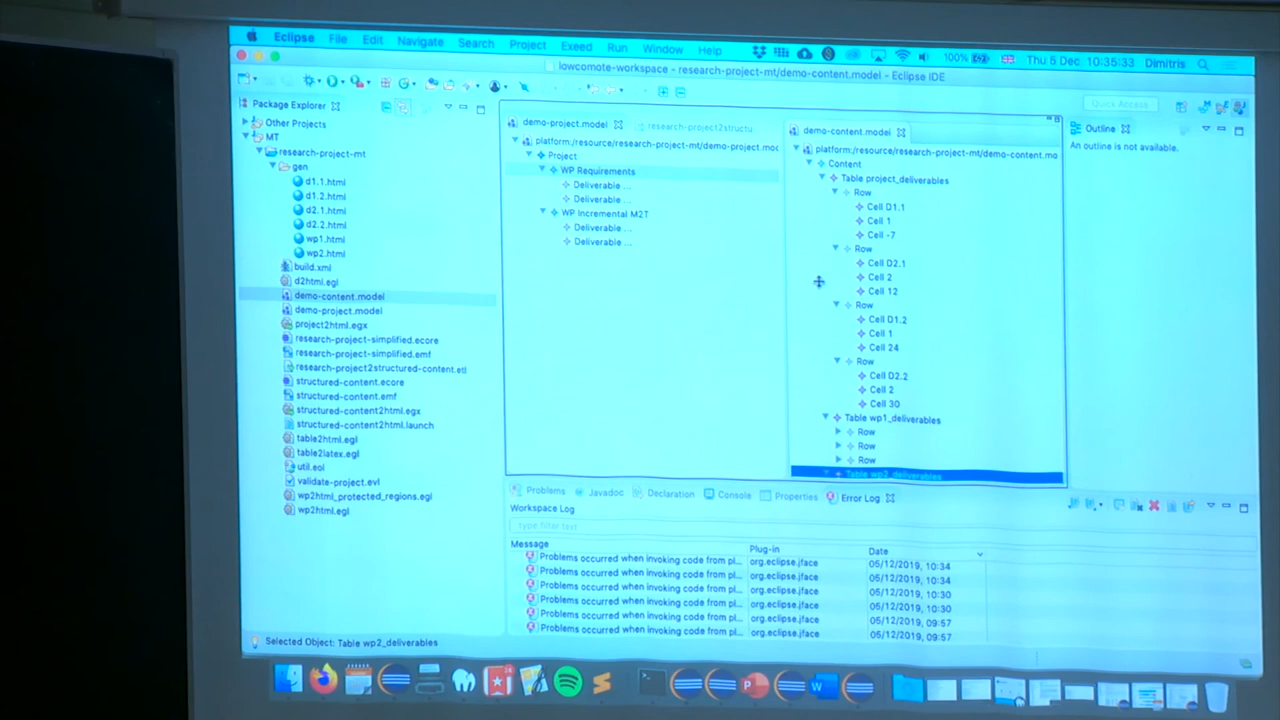 Eclipse File Edit Navigate Search Project Exeed Run Window Help 100% Thu 5 Dec 10:35:33 Dimitris
lowcomote-workspace - research-project-mt/demo-content.model - Eclipse IDE
Quick Access
Package Explorer
Other Projects
MT
research-project-mt
gen
d1.1.html
d1.2.html
d2.1.html
d2.2.html
wp1.html
wp2.html
build.xml
d2html.egl
demo-content.model
demo-project.model
project2html.egx
research-project-simplified.ecore
research-project-simplified.emf
research-project2structured-content.etl
structured-content.ecore
structured-content.emf
structured-content2html.egx
structured-content2html.launch
table2html.egl
table2latex.egl
util.eol
validate-project.evl
wp2html_protected_regions.egl
wp2html.egl
demo-project.model research-project2structu
platform:/resource/research-project-mt/demo-project.moc
Project
WP Requirements
Deliverable ...
Deliverable ...
WP Incremental M2T
Deliverable ...
Deliverable ...
demo-content.model
platform:/resource/research-project-mt/demo-content.mo
Content
Table project_deliverables
Row
Cell D1.1
Cell 1
Cell -7
Row
Cell D2.1
Cell 2
Cell 12
Row
Cell D1.2
Cell 1
Cell 24
Row
Cell D2.2
Cell 2
Cell 30
Table wp1_deliverables
Row
Row
Row
Table wp2_deliverables
Outline
An outline is not available.
Problems Javadoc Declaration Console Properties Error Log
Workspace Log
type filter text
Message Plug-in Date
Problems occurred when invoking code from pl... org.eclipse.jface 05/12/2019, 10:34
Problems occurred when invoking code from pl... org.eclipse.jface 05/12/2019, 10:34
Problems occurred when invoking code from pl... org.eclipse.jface 05/12/2019, 10:30
Problems occurred when invoking code from pl... org.eclipse.jface 05/12/2019, 10:30
Problems occurred when invoking code from pl... org.eclipse.jface 05/12/2019, 09:57
Problems occurred when invoking code from pl... org.eclipse.jface 05/12/2019, 09:57
Selected Object: Table wp2_deliverables